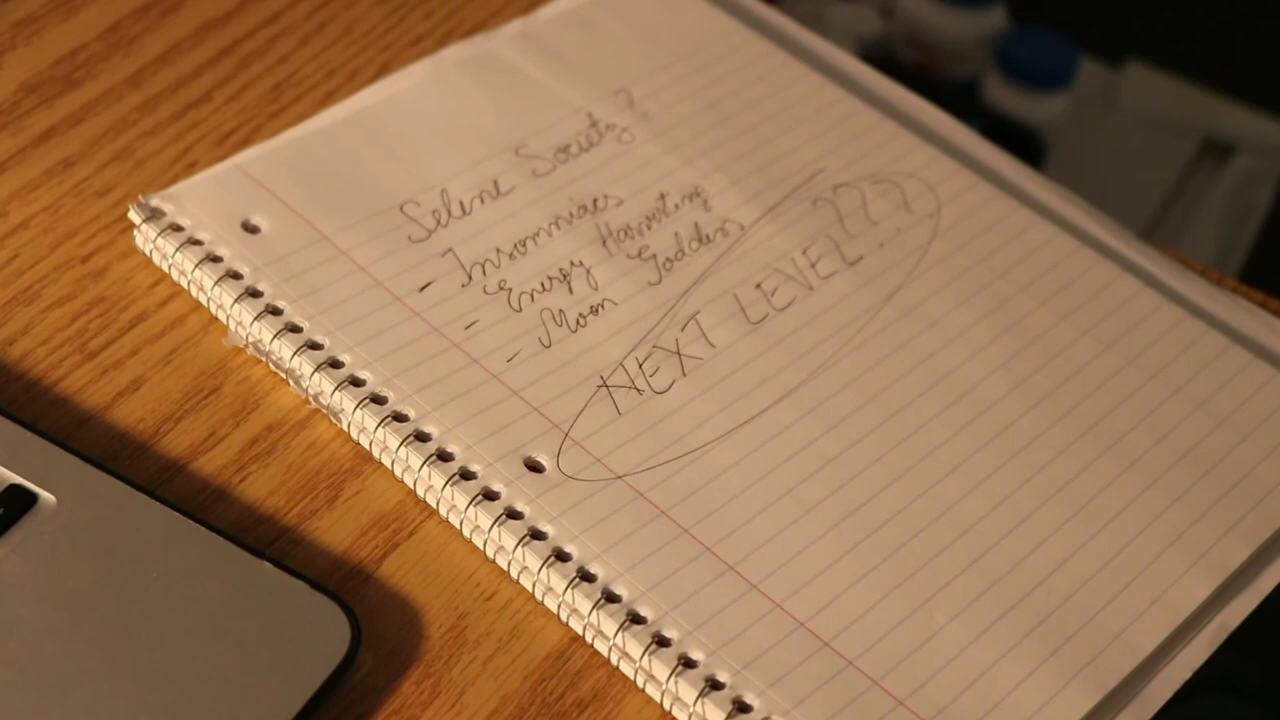 Selene Society?
- Insomniacs
- Energy Harvesting
- Moon Goddess
NEXT LEVEL???